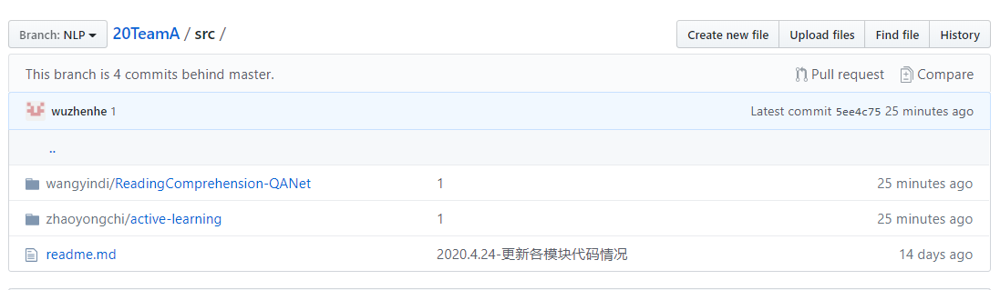 Branch: NLP 20TeamA / src / Create new file Upload files Find file History
This branch is 4 commits behind master. Pull request Compare
wuzhenhe 1 Latest commit 5ee4c75 25 minutes ago
..
wangyindi/ReadingComprehension-QANet 1 25 minutes ago
zhaoyongchi/active-learning 1 25 minutes ago
readme.md 2020.4.24-更新各模块代码情况 14 days ago